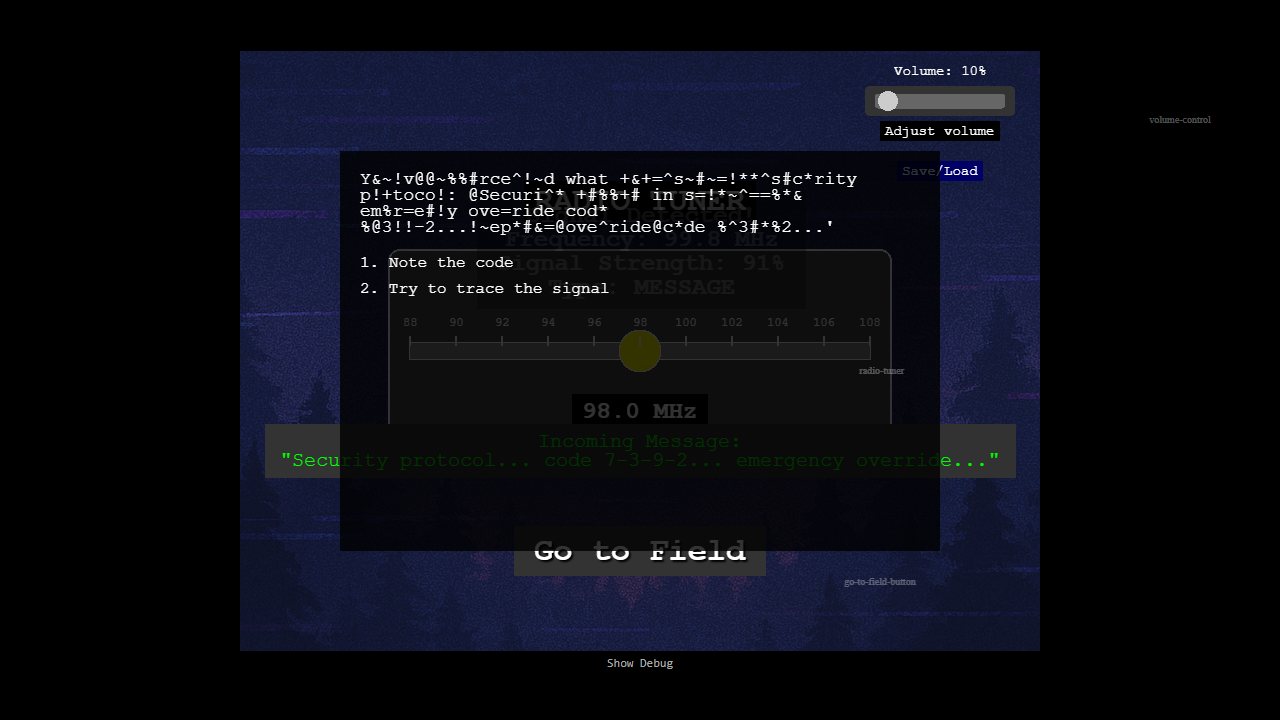 Volume: 10%
Adjust volume
volume-control
Save/Load
Y&~!v@@~%%#rce^!~d what +&+=^s~#~=!**^s#c*rity
p!+toco!: @Securi^* +#%%+# in s=!*~^==%*&
em%r=e#!y ove=ride cod*
%@3!!-2...!~ep*#&=@ove^ride@c*de %^3#*%2...'
RADIO TUNER
Detected!
Frequency: 99.8 MHz
Signal Strength: 91%
Type: MESSAGE
1. Note the code
2. Try to trace the signal
88 90 92 94 96 98 100 102 104 106 108
radio-tuner
98.0 MHz
Incoming Message:
"Security protocol... code 7-3-9-2... emergency override..."
Go to Field
go-to-field-button
Show Debug